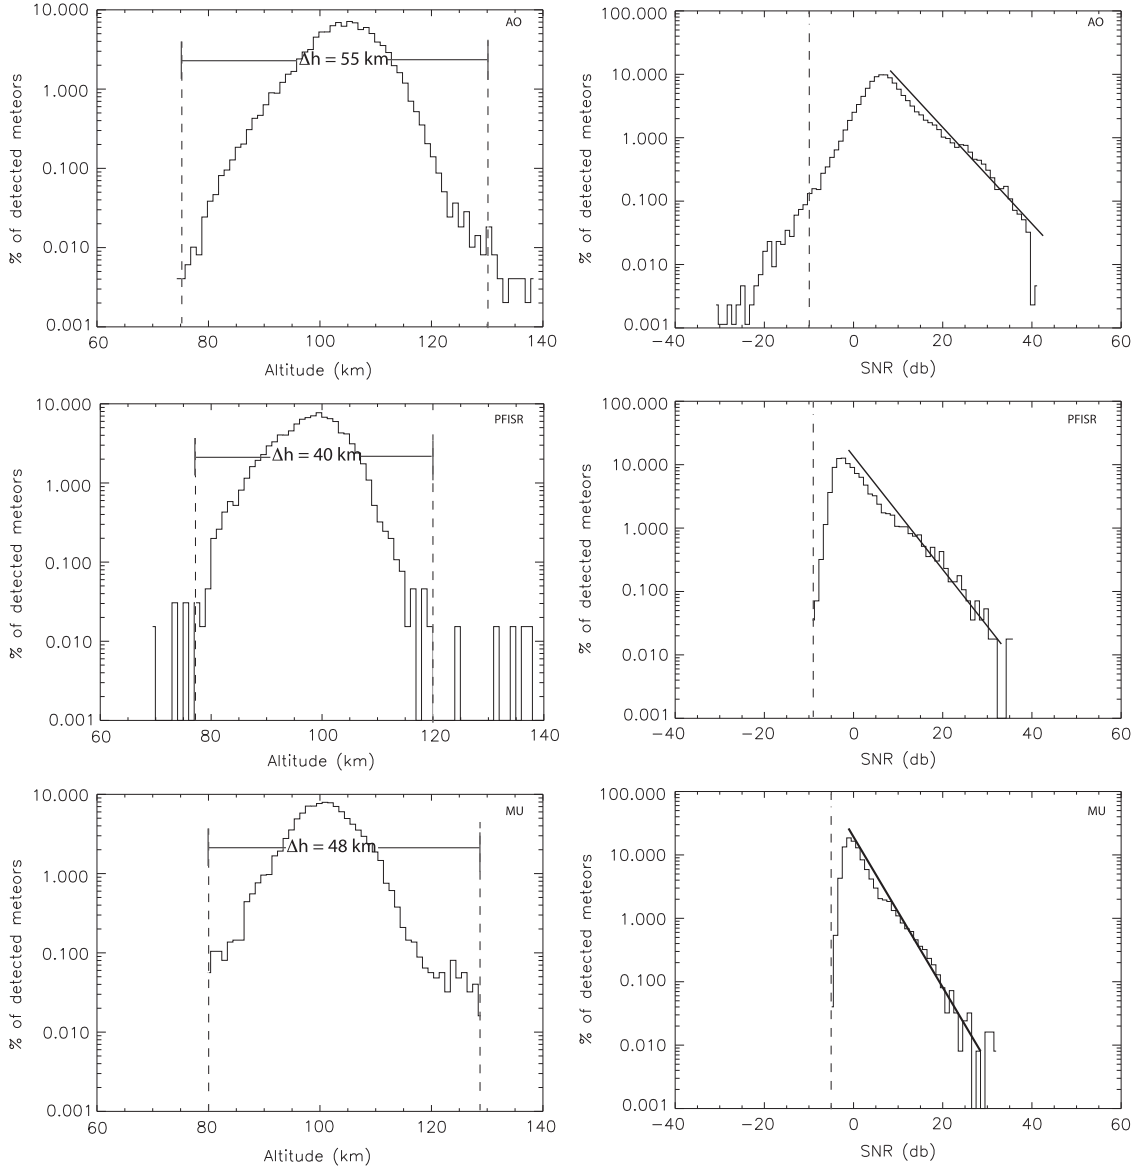 10.000
1.000
0.100
0.010
0.001
% of detected meteors
AO
Δh = 55 km
60 80 100 120 140
Altitude (km)
100.000
10.000
1.000
0.100
0.010
0.001
% of detected meteors
AO
−40 −20 0 20 40 60
SNR (db)
10.000
1.000
0.100
0.010
0.001
% of detected meteors
PFISR
Δh = 40 km
60 80 100 120 140
Altitude (km)
100.000
10.000
1.000
0.100
0.010
0.001
% of detected meteors
PFISR
−40 −20 0 20 40 60
SNR (db)
10.000
1.000
0.100
0.010
0.001
% of detected meteors
MU
Δh = 48 km
60 80 100 120 140
Altitude (km)
100.000
10.000
1.000
0.100
0.010
0.001
% of detected meteors
MU
−40 −20 0 20 40 60
SNR (db)